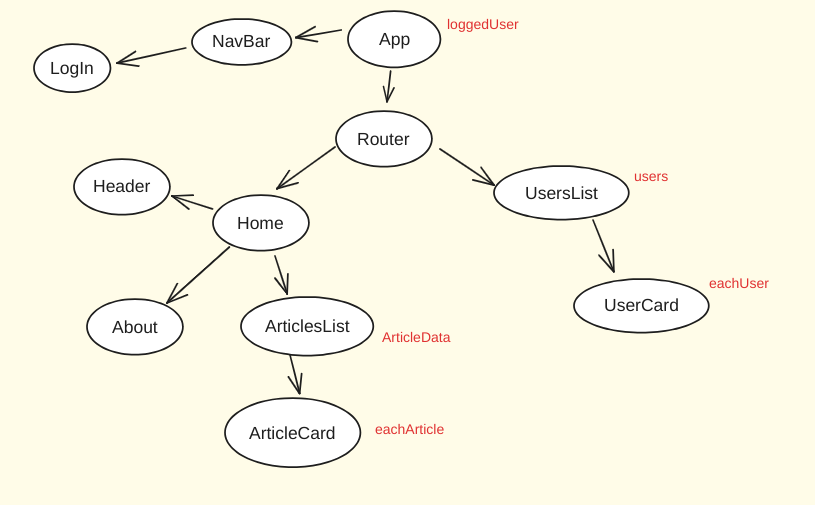 App
loggedUser
NavBar
LogIn
Router
Header
Home
UsersList
users
About
ArticlesList
ArticleData
UserCard
eachUser
ArticleCard
eachArticle